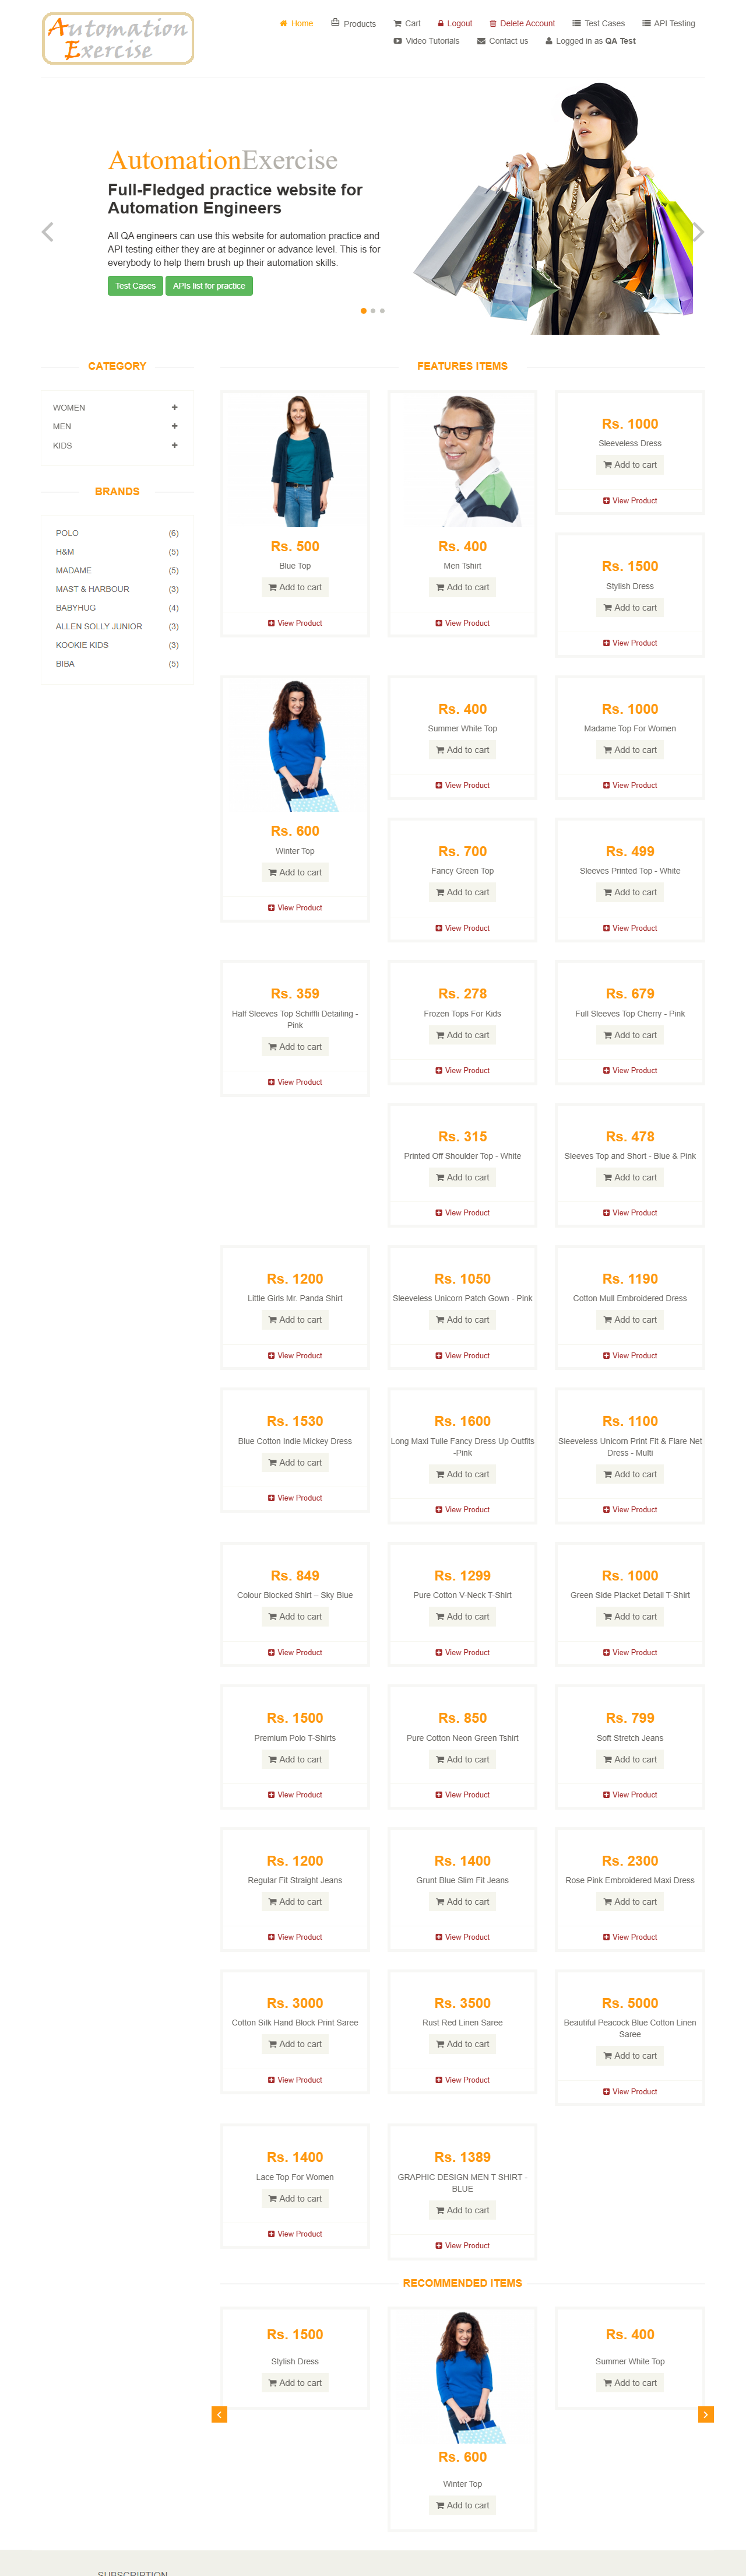 Automation
Exercise
Home
Products
Cart
Logout
Delete Account
Test Cases
API Testing
Video Tutorials
Contact us
Logged in as QA Test
AutomationExercise
Full-Fledged practice website for
Automation Engineers
All QA engineers can use this website for automation practice and
API testing either they are at beginner or advance level. This is for
everybody to help them brush up their automation skills.
Test Cases
APIs list for practice
CATEGORY
WOMEN
MEN
KIDS
BRANDS
POLO (6)
H&M (5)
MADAME (5)
MAST & HARBOUR (3)
BABYHUG (4)
ALLEN SOLLY JUNIOR (3)
KOOKIE KIDS (3)
BIBA (5)
FEATURES ITEMS
Rs. 500
Blue Top
Add to cart
View Product
Rs. 400
Men Tshirt
Add to cart
View Product
Rs. 1000
Sleeveless Dress
Add to cart
View Product
Rs. 1500
Stylish Dress
Add to cart
View Product
Rs. 600
Winter Top
Add to cart
View Product
Rs. 400
Summer White Top
Add to cart
View Product
Rs. 1000
Madame Top For Women
Add to cart
View Product
Rs. 700
Fancy Green Top
Add to cart
View Product
Rs. 499
Sleeves Printed Top - White
Add to cart
View Product
Rs. 359
Half Sleeves Top Schiffli Detailing -
Pink
Add to cart
View Product
Rs. 278
Frozen Tops For Kids
Add to cart
View Product
Rs. 679
Full Sleeves Top Cherry - Pink
Add to cart
View Product
Rs. 315
Printed Off Shoulder Top - White
Add to cart
View Product
Rs. 478
Sleeves Top and Short - Blue & Pink
Add to cart
View Product
Rs. 1200
Little Girls Mr. Panda Shirt
Add to cart
View Product
Rs. 1050
Sleeveless Unicorn Patch Gown - Pink
Add to cart
View Product
Rs. 1190
Cotton Mull Embroidered Dress
Add to cart
View Product
Rs. 1530
Blue Cotton Indie Mickey Dress
Add to cart
View Product
Rs. 1600
Long Maxi Tulle Fancy Dress Up Outfits
-Pink
Add to cart
View Product
Rs. 1100
Sleeveless Unicorn Print Fit & Flare Net
Dress - Multi
Add to cart
View Product
Rs. 849
Colour Blocked Shirt – Sky Blue
Add to cart
View Product
Rs. 1299
Pure Cotton V-Neck T-Shirt
Add to cart
View Product
Rs. 1000
Green Side Placket Detail T-Shirt
Add to cart
View Product
Rs. 1500
Premium Polo T-Shirts
Add to cart
View Product
Rs. 850
Pure Cotton Neon Green Tshirt
Add to cart
View Product
Rs. 799
Soft Stretch Jeans
Add to cart
View Product
Rs. 1200
Regular Fit Straight Jeans
Add to cart
View Product
Rs. 1400
Grunt Blue Slim Fit Jeans
Add to cart
View Product
Rs. 2300
Rose Pink Embroidered Maxi Dress
Add to cart
View Product
Rs. 3000
Cotton Silk Hand Block Print Saree
Add to cart
View Product
Rs. 3500
Rust Red Linen Saree
Add to cart
View Product
Rs. 5000
Beautiful Peacock Blue Cotton Linen
Saree
Add to cart
View Product
Rs. 1400
Lace Top For Women
Add to cart
View Product
Rs. 1389
GRAPHIC DESIGN MEN T SHIRT -
BLUE
Add to cart
View Product
RECOMMENDED ITEMS
Rs. 1500
Stylish Dress
Add to cart
Rs. 600
Winter Top
Add to cart
Rs. 400
Summer White Top
Add to cart
SUBSCRIPTION